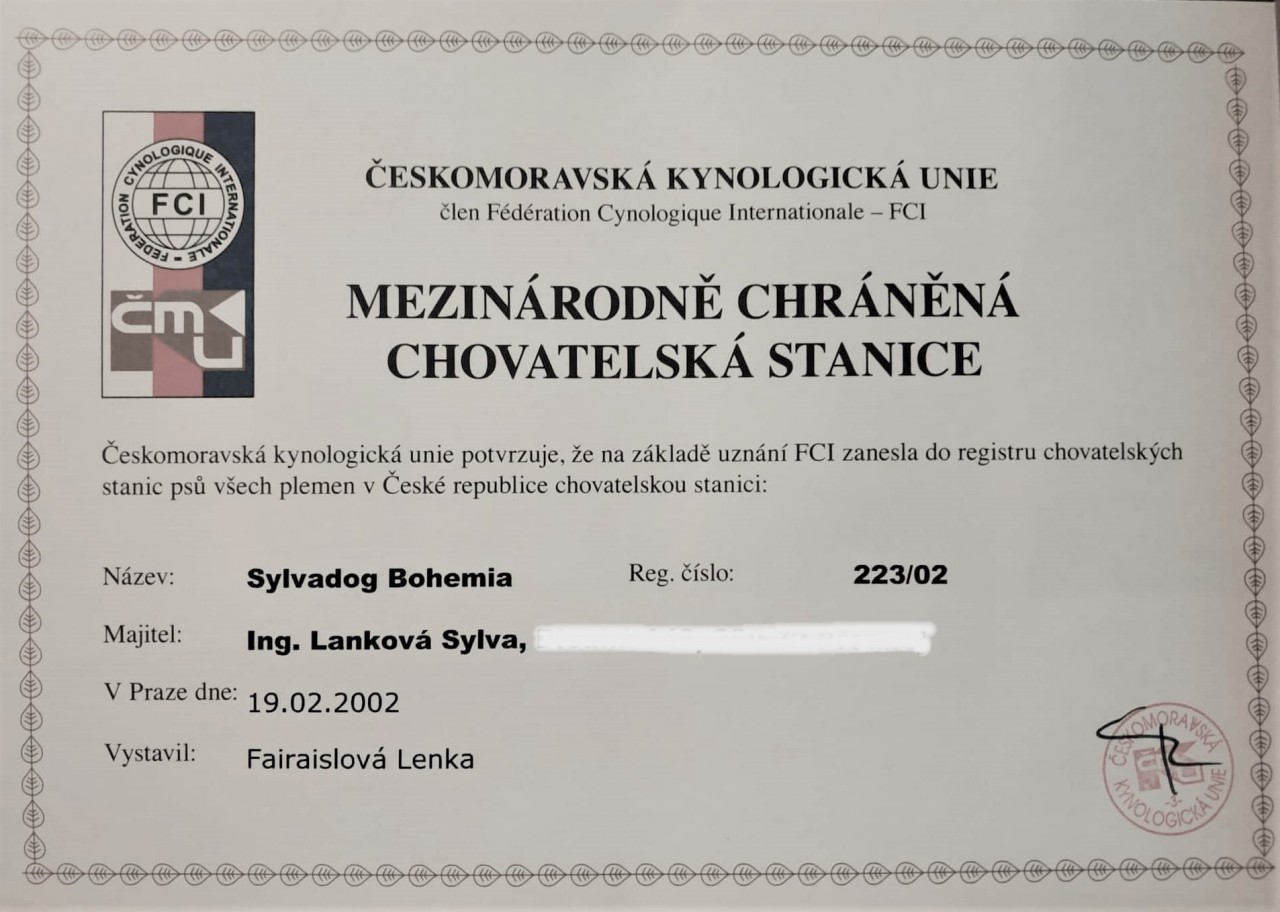 FEDERATION CYNOLOGIQUE INTERNATIONALE –
FCI
čmku
ČESKOMORAVSKÁ KYNOLOGICKÁ UNIE
člen Fédération Cynologique Internationale – FCI
MEZINÁRODNĚ CHRÁNĚNÁ
CHOVATELSKÁ STANICE
Českomoravská kynologická unie potvrzuje, že na základě uznání FCI zanesla do registru chovatelských
stanic psů všech plemen v České republice chovatelskou stanici:
Název: Sylvadog Bohemia Reg. číslo: 223/02
Majitel: Ing. Lanková Sylva,
V Praze dne: 19.02.2002
Vystavil: Fairaislová Lenka
ČESKOMORAVSKÁ
KYNOLOGICKÁ UNIE
-3-